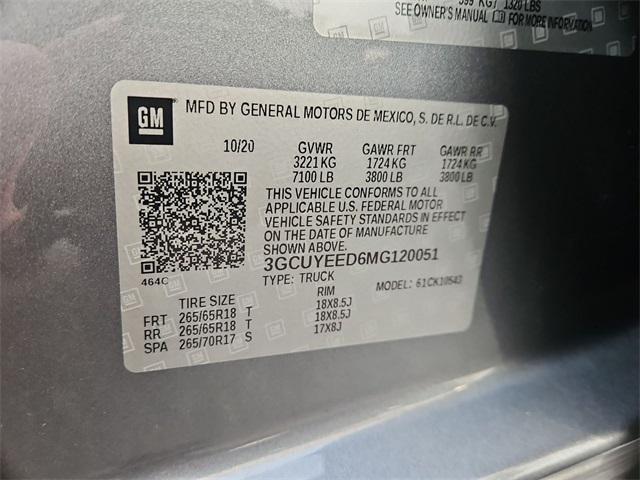 599 KG / 1320 LBS
SEE OWNER'S MANUAL FOR MORE INFORMATION
GM
MFD BY GENERAL MOTORS DE MEXICO, S. DE R.L. DE C.V.
10/20 GVWR GAWR FRT GAWR RR
3221 KG 1724 KG 1724 KG
7100 LB 3800 LB 3800 LB
THIS VEHICLE CONFORMS TO ALL
APPLICABLE U.S. FEDERAL MOTOR
VEHICLE SAFETY STANDARDS IN EFFECT
ON THE DATE OF MANUFACTURE
SHOWN ABOVE.
464C 3GCUYEED6MG120051
TYPE: TRUCK MODEL: 61CK10543
TIRE SIZE RIM
FRT 265/65R18 T 18X8.5J
RR 265/65R18 T 18X8.5J
SPA 265/70R17 S 17X8J